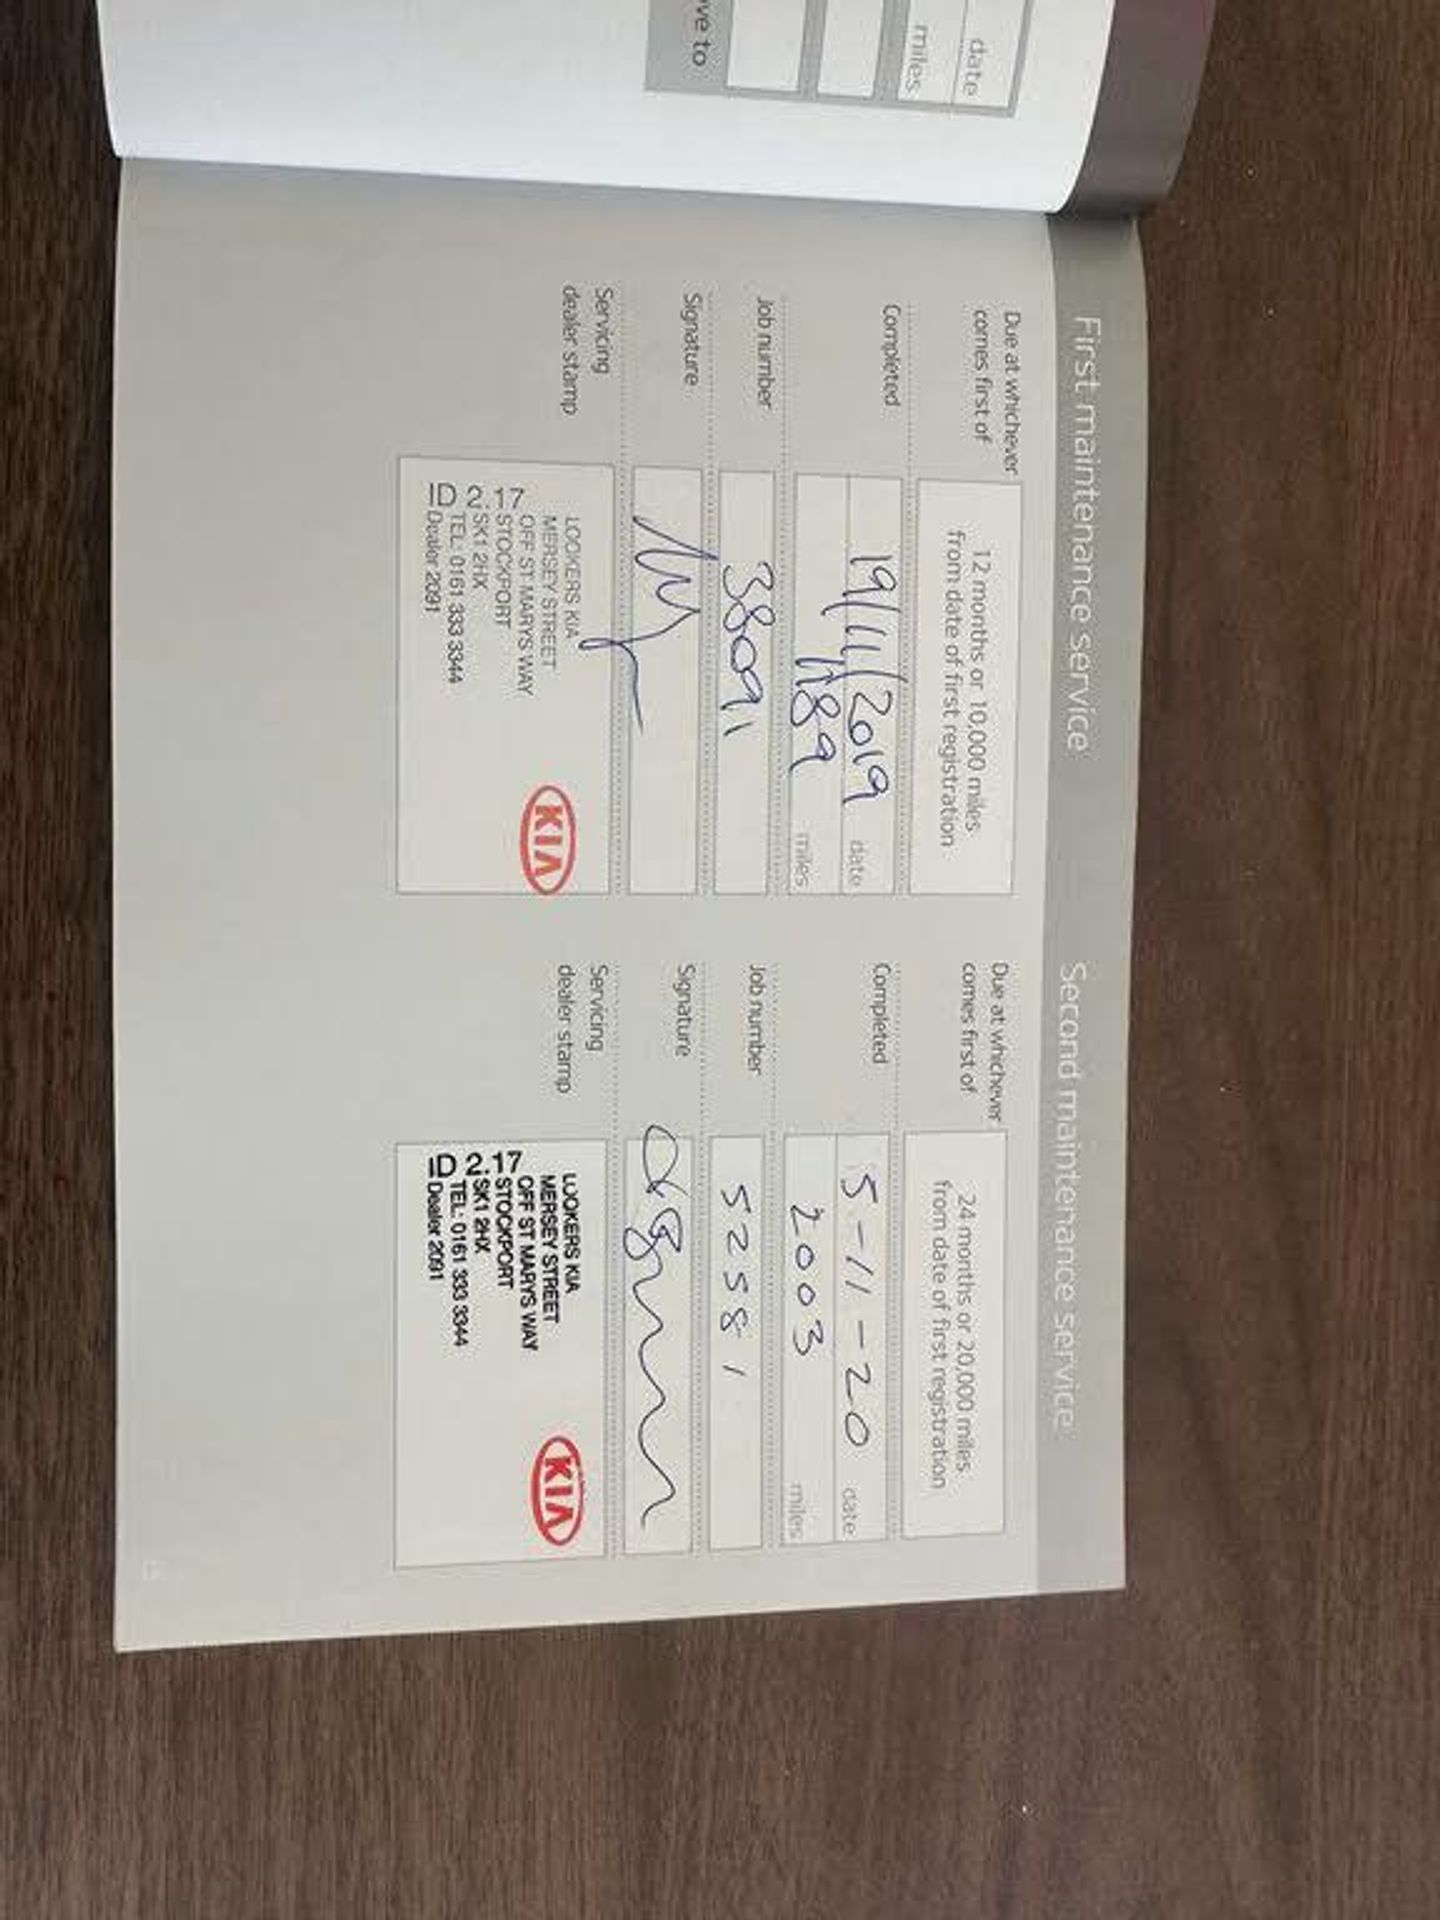 date
miles
ve to
First maintenance service
Due at whichever
comes first of
12 months or 10,000 miles
from date of first registration
Completed
19/11/2019 date
1189 miles
Job number
38091
Signature
Servicing
dealer stamp
LOOKERS KIA
MERSEY STREET
17 OFF ST MARYS WAY
2. STOCKPORT
ID SK1 2HX
TEL: 0161 333 3344
Dealer 2091
KIA
Second maintenance service
Due at whichever
comes first of
24 months or 20,000 miles
from date of first registration
Completed
5-11-20 date
2003 miles
Job number
52581
Signature
Servicing
dealer stamp
LOOKERS KIA
MERSEY STREET
17 OFF ST MARYS WAY
2. STOCKPORT
ID SK1 2HX
TEL: 0161 333 3344
Dealer 2091
KIA